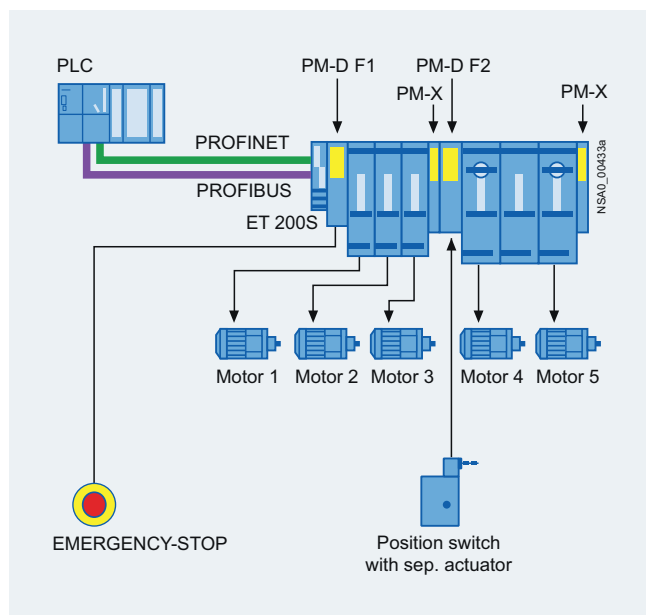 PLC
PM-D F1
PM-D F2
PM-X
PM-X
PROFINET
PROFIBUS
ET 200S
NSA0_00433a
Motor 1
Motor 2
Motor 3
Motor 4
Motor 5
EMERGENCY-STOP
Position switch
with sep. actuator